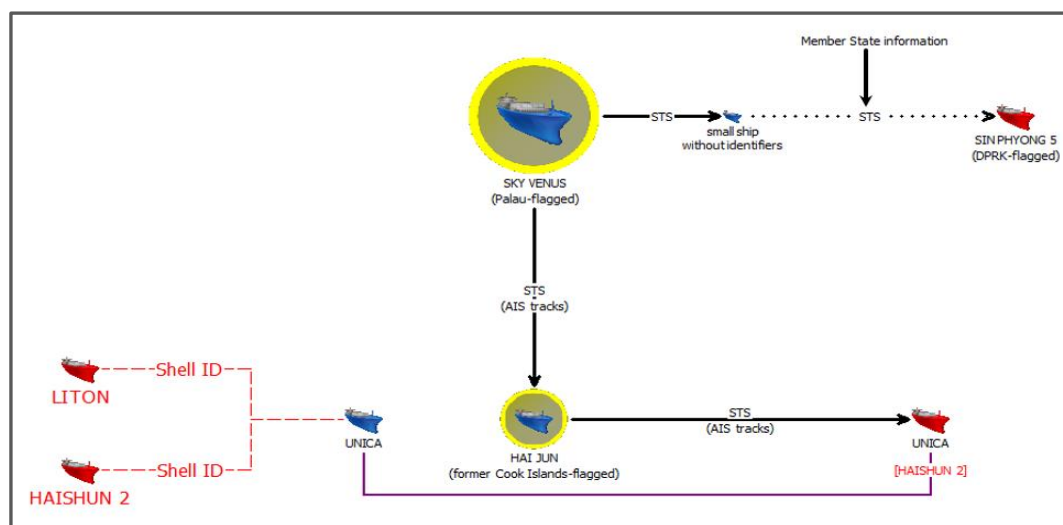 Member State information
STS
small ship
without identifiers
STS
SIN PHYONG 5
(DPRK-flagged)
SKY VENUS
(Palau-flagged)
STS
(AIS tracks)
Shell ID
LITON
STS
(AIS tracks)
UNICA
UNICA
HAI JUN
(former Cook Islands-flagged)
[HAISHUN 2]
Shell ID
HAISHUN 2